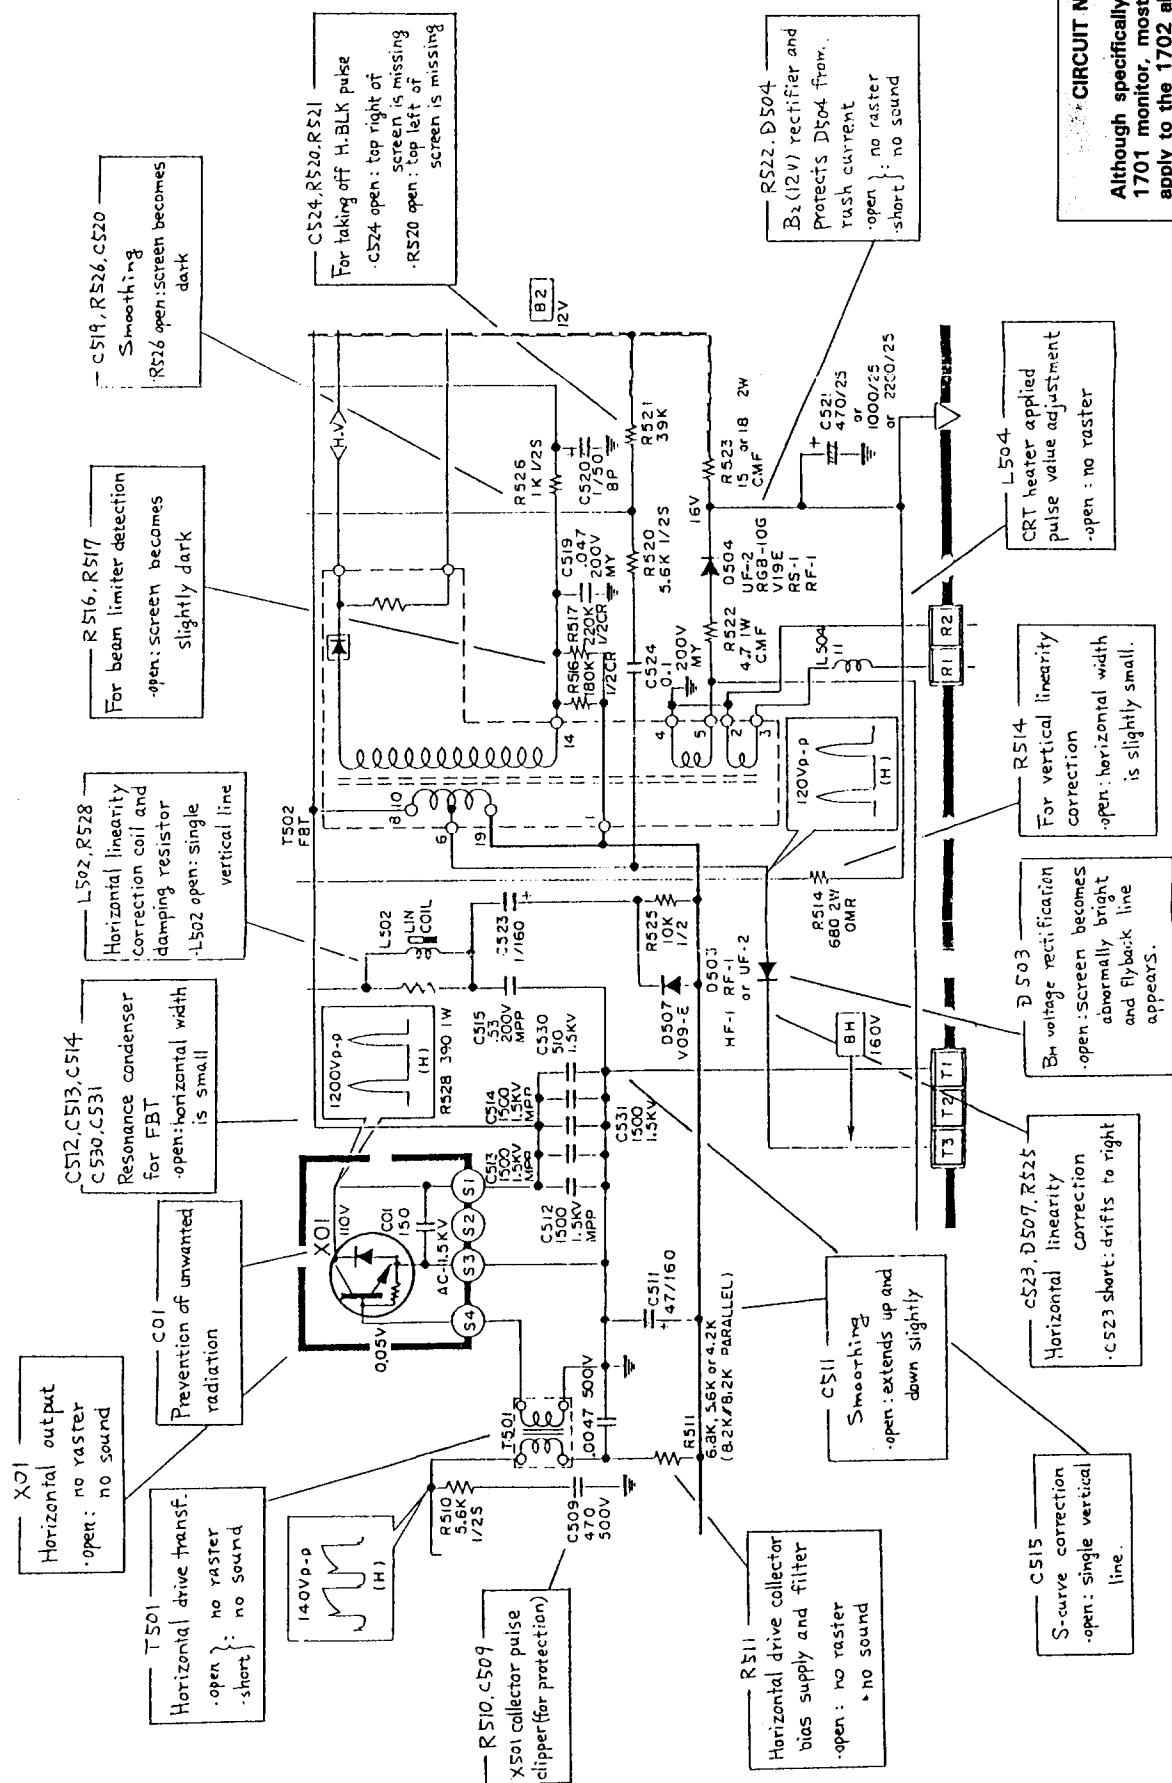 X01
Horizontal output
·open: no raster
no sound
C01
Prevention of unwanted
radiation
C512, C513, C514
C530, C531
Resonance condenser
for FBT
·open: horizontal width
is small
L502, R528
Horizontal linearity
correction coil and
damping resistor
·L502 open: single
vertical line
R516, R517
For beam limiter detection
·open: screen becomes
slightly dark
C519, R526, C520
Smoothing
·R526 open: screen becomes
dark
C524, R520, R521
For taking off H.BLK pulse
·C524 open: top right of
screen is missing
·R520 open: top left of
screen is missing
T501
Horizontal drive transf.
·open }: no raster
·short }: no sound
140Vp-p
(H)
R510
5.6K
1/2S
C509
470
500V
T501
.0047 500V
R511
6.8K, 5.6K or 4.2K
(8.2K/8.2K PARALLEL)
C511
47/160
X01
110V
0.05V
C01
150
AC-1.5KV
S4
S3
S2
S1
1200Vp-p
(H)
R528 390 1W
C512
1500
1.5KV
MPP
C513
1500
1.5KV
MPP
C514
1500
1.5KV
MPP
C530
510
1.5KV
C531
1500
1.5KV
C515
.53
200V
MPP
L502
LIN
COIL
C523
1/160
D507
V09-E
R525
10K
1/2
D503
RF-1
or UF-2
HF-1
BH
160V
R514
680 2W
OMR
120Vp-p
(H)
T502
FBT
8
10
6
9
1
14
4
5
2
3
H.V
R516
180K
1/2CR
R517
220K
1/2CR
C519
.047
200V
MY
R526
1K 1/2S
C520
1/50
BP
C524
0.1
200V
MY
R520
5.6K 1/2S
R521
39K
B2
12V
R522
4.7 1W
CMF
D504
UF-2
RGB-10G
V19E
RS-1
RF-1
16V
R523
15 or 18 2W
CMF
C521
470/25
or
1000/25
or 2200/25
L504
11
T3
T2
T1
R1
R2
R522, D504
B2 (12V) rectifier and
Protects D504 from
rush current
·open }: no raster
·short }: no sound
R510, C509
X501 collector pulse
clipper (for protection)
R511
Horizontal drive collector
bias supply and filter
·open: no raster
·no sound
C515
S-curve correction
·open: single vertical
line.
C511
Smoothing
·open: extends up and
down slightly
C523, D507, R525
Horizontal linearity
correction
·C523 short: drifts to right
D503
BH voltage rectification
·open: screen becomes
abnormally bright
and flyback line
appears.
R514
For vertical linearity
correction
·open: horizontal width
is slightly small.
L504
CRT heater applied
pulse value adjustment
·open: no raster
CIRCUIT N
Although specifically
1701 monitor, most
apply to the 1702 al